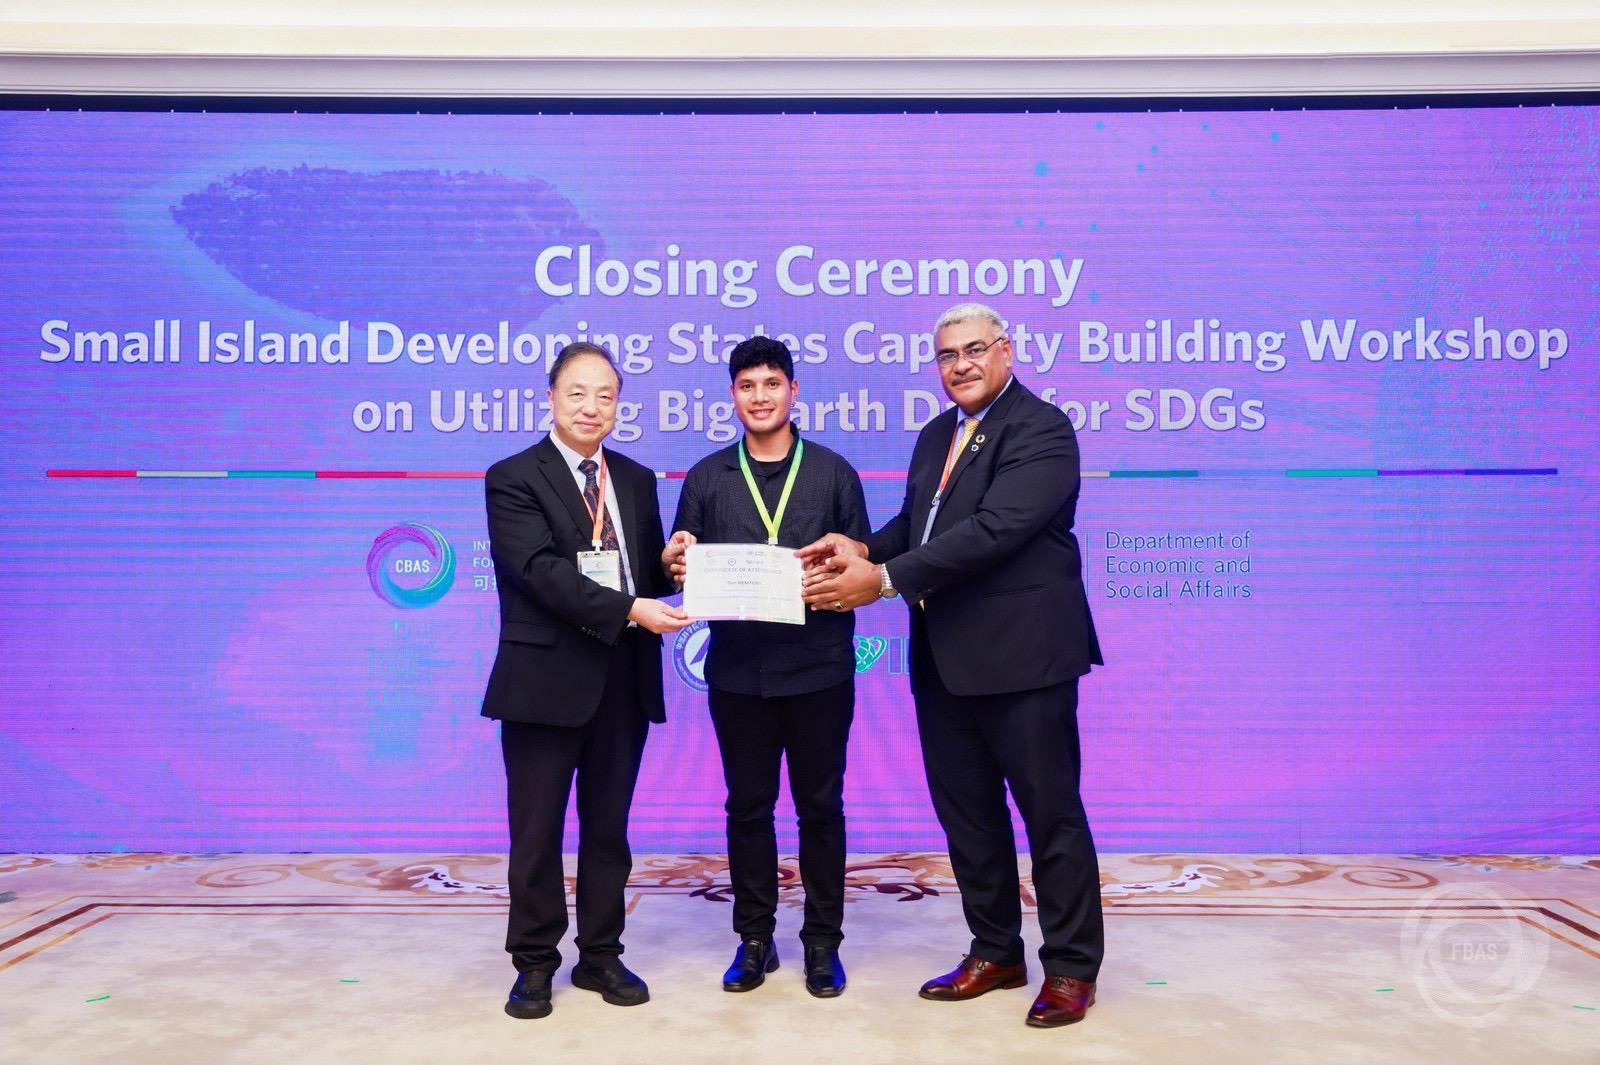 Closing Ceremony
Small Island Developing States Capacity Building Workshop
on Utilizing Big Earth Data for SDGs
CBAS
Department of
Economic and
Social Affairs
CERTIFICATE OF ATTENDANCE
FBAS